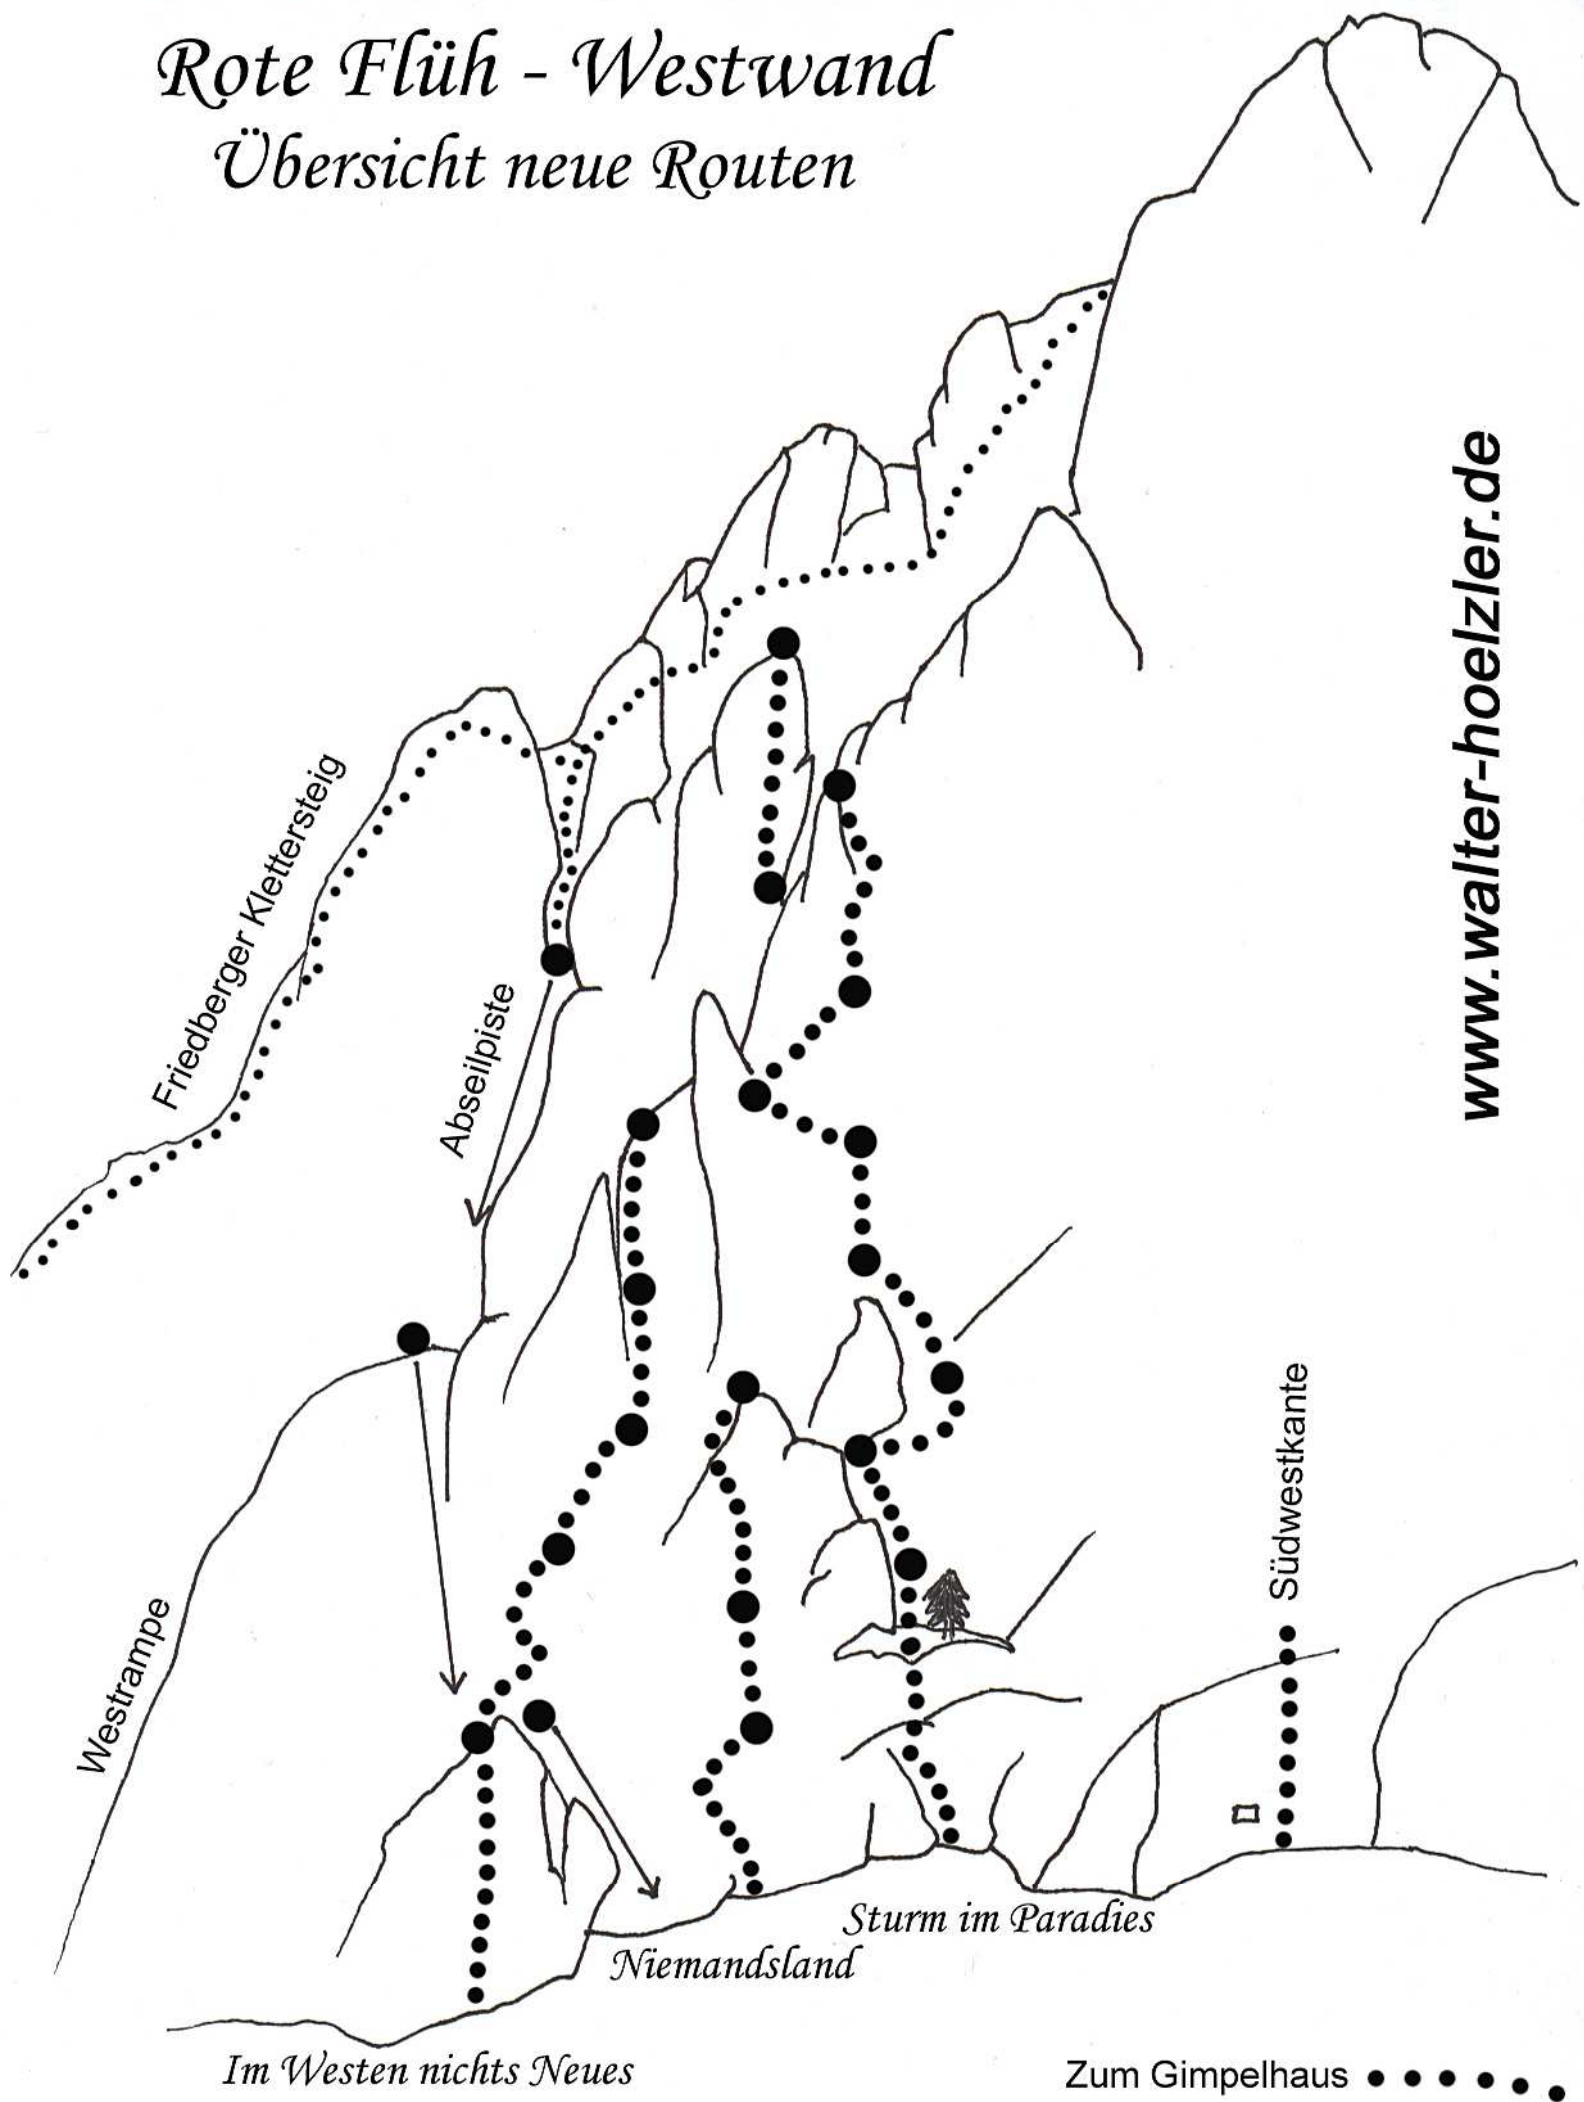 Rote Flüh - Westwand
Übersicht neue Routen
www.walter-hoelzler.de
Friedberger Klettersteig
Abseilpiste
Südwestkante
Westrampe
Sturm im Paradies
Niemandsland
Im Westen nichts Neues
Zum Gimpelhaus